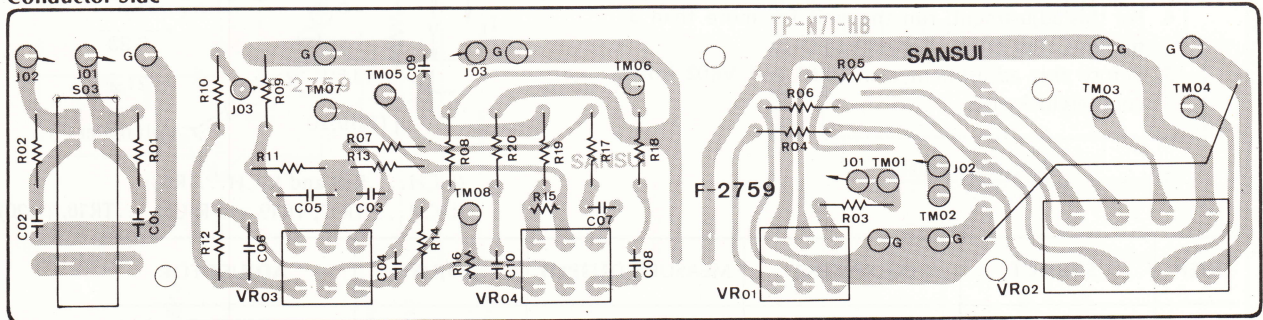 Conductor Side
TP-N71-HB
SANSUI
J02
J01
G
S03
R10
J03
R09
2759
G
TM07
TM05
C09
J03
G
TM06
R05
R06
R04
G
TM03
G
TM04
R02
R01
R07
R11
R13
R08
R20
R19
R17
R18
SANSUI
F-2759
J01
TM01
J02
C05
C03
TM08
R15
C07
R03
TM02
C02
C01
R12
C06
C04
R14
R16
C10
C08
G
G
VR03
VR04
VR01
VR02